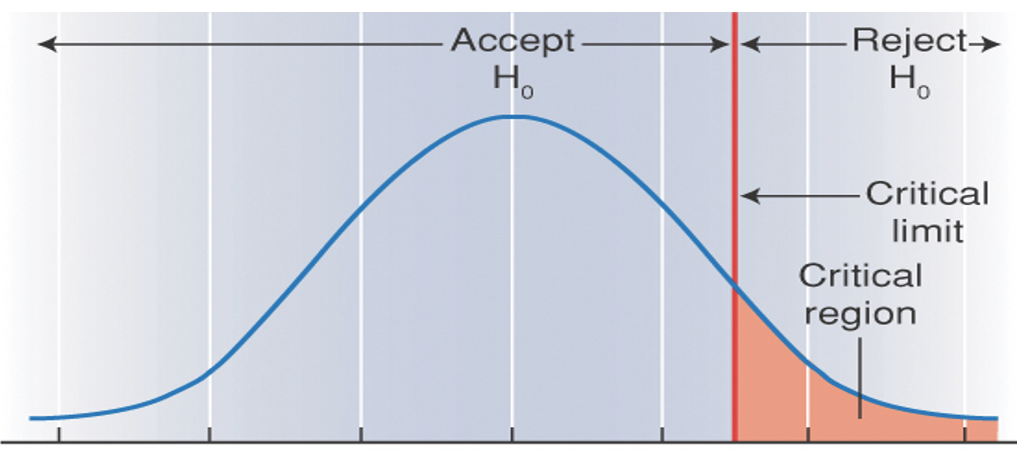 Accept
H₀
Reject
H₀
Critical
limit
Critical
region